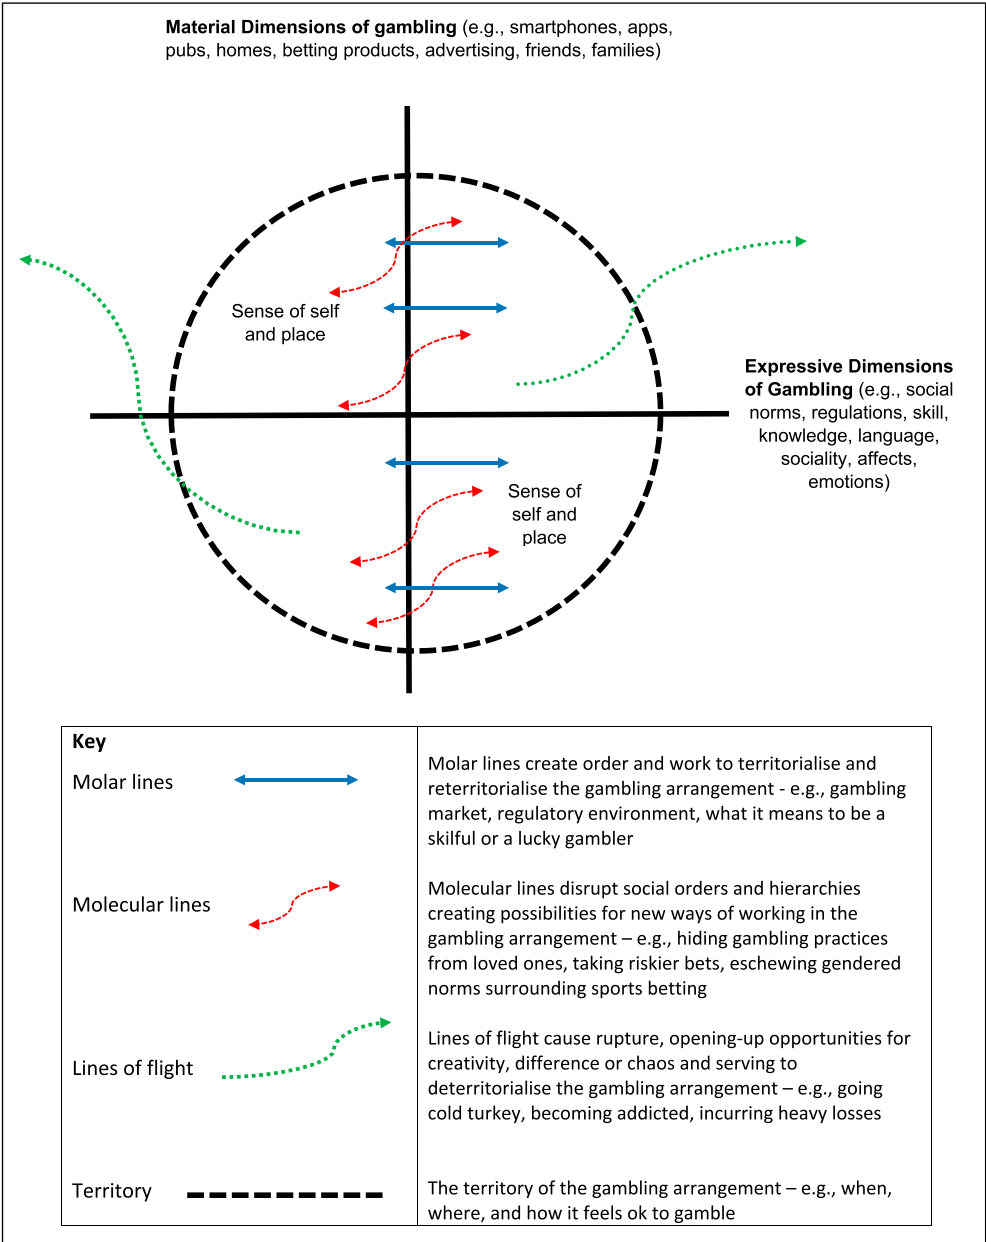 Material Dimensions of gambling (e.g., smartphones, apps,
pubs, homes, betting products, advertising, friends, families)
Sense of self
and place
Expressive Dimensions
of Gambling (e.g., social
norms, regulations, skill,
knowledge, language,
sociality, affects,
emotions)
Sense of
self and
place
Key
Molar lines
Molar lines create order and work to territorialise and
reterritorialise the gambling arrangement - e.g., gambling
market, regulatory environment, what it means to be a
skilful or a lucky gambler
Molecular lines
Molecular lines disrupt social orders and hierarchies
creating possibilities for new ways of working in the
gambling arrangement – e.g., hiding gambling practices
from loved ones, taking riskier bets, eschewing gendered
norms surrounding sports betting
Lines of flight
Lines of flight cause rupture, opening-up opportunities for
creativity, difference or chaos and serving to
deterritorialise the gambling arrangement – e.g., going
cold turkey, becoming addicted, incurring heavy losses
Territory
The territory of the gambling arrangement – e.g., when,
where, and how it feels ok to gamble